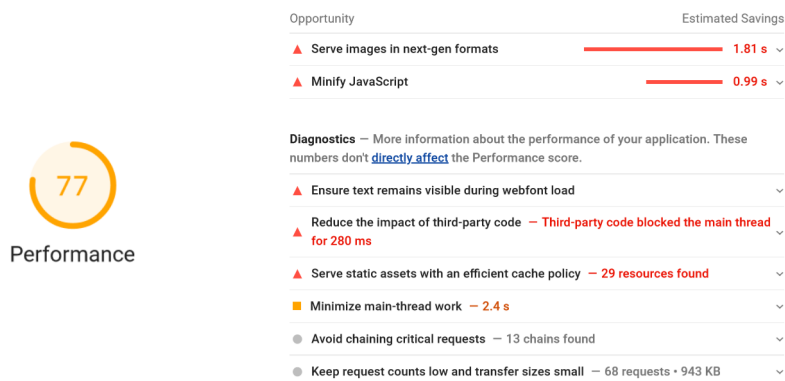 77
Performance
Opportunity
Estimated Savings
Serve images in next-gen formats
1.81 s
Minify JavaScript
0.99 s
Diagnostics — More information about the performance of your application. These
numbers don't directly affect the Performance score.
Ensure text remains visible during webfont load
Reduce the impact of third-party code — Third-party code blocked the main thread
for 280 ms
Serve static assets with an efficient cache policy — 29 resources found
Minimize main-thread work — 2.4 s
Avoid chaining critical requests — 13 chains found
Keep request counts low and transfer sizes small — 68 requests • 943 KB